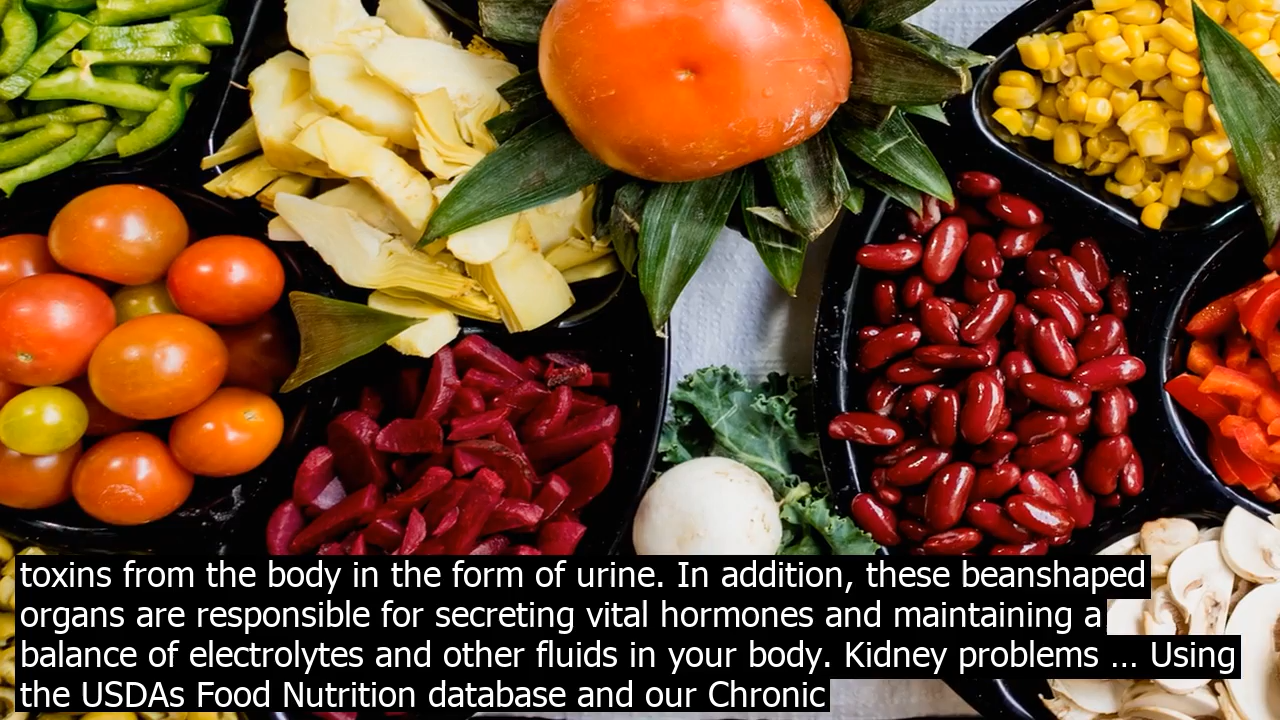 toxins from the body in the form of urine. In addition, these beanshaped
organs are responsible for secreting vital hormones and maintaining a
balance of electrolytes and other fluids in your body. Kidney problems ... Using
the USDAs Food Nutrition database and our Chronic